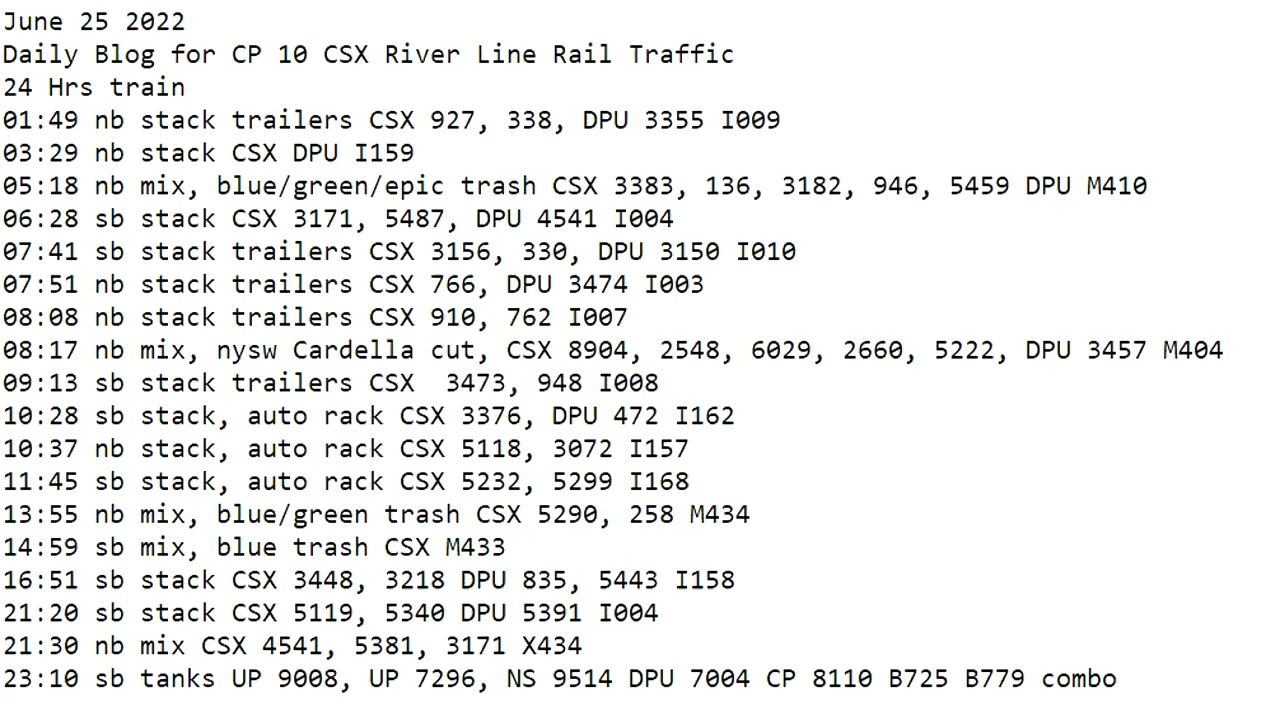 June 25 2022
Daily Blog for CP 10 CSX River Line Rail Traffic
24 Hrs train
01:49 nb stack trailers CSX 927, 338, DPU 3355 I009
03:29 nb stack CSX DPU I159
05:18 nb mix, blue/green/epic trash CSX 3383, 136, 3182, 946, 5459 DPU M410
06:28 sb stack CSX 3171, 5487, DPU 4541 I004
07:41 sb stack trailers CSX 3156, 330, DPU 3150 I010
07:51 nb stack trailers CSX 766, DPU 3474 I003
08:08 nb stack trailers CSX 910, 762 I007
08:17 nb mix, nysw Cardella cut, CSX 8904, 2548, 6029, 2660, 5222, DPU 3457 M404
09:13 sb stack trailers CSX  3473, 948 I008
10:28 sb stack, auto rack CSX 3376, DPU 472 I162
10:37 nb stack, auto rack CSX 5118, 3072 I157
11:45 sb stack, auto rack CSX 5232, 5299 I168
13:55 nb mix, blue/green trash CSX 5290, 258 M434
14:59 sb mix, blue trash CSX M433
16:51 sb stack CSX 3448, 3218 DPU 835, 5443 I158
21:20 sb stack CSX 5119, 5340 DPU 5391 I004
21:30 nb mix CSX 4541, 5381, 3171 X434
23:10 sb tanks UP 9008, UP 7296, NS 9514 DPU 7004 CP 8110 B725 B779 combo